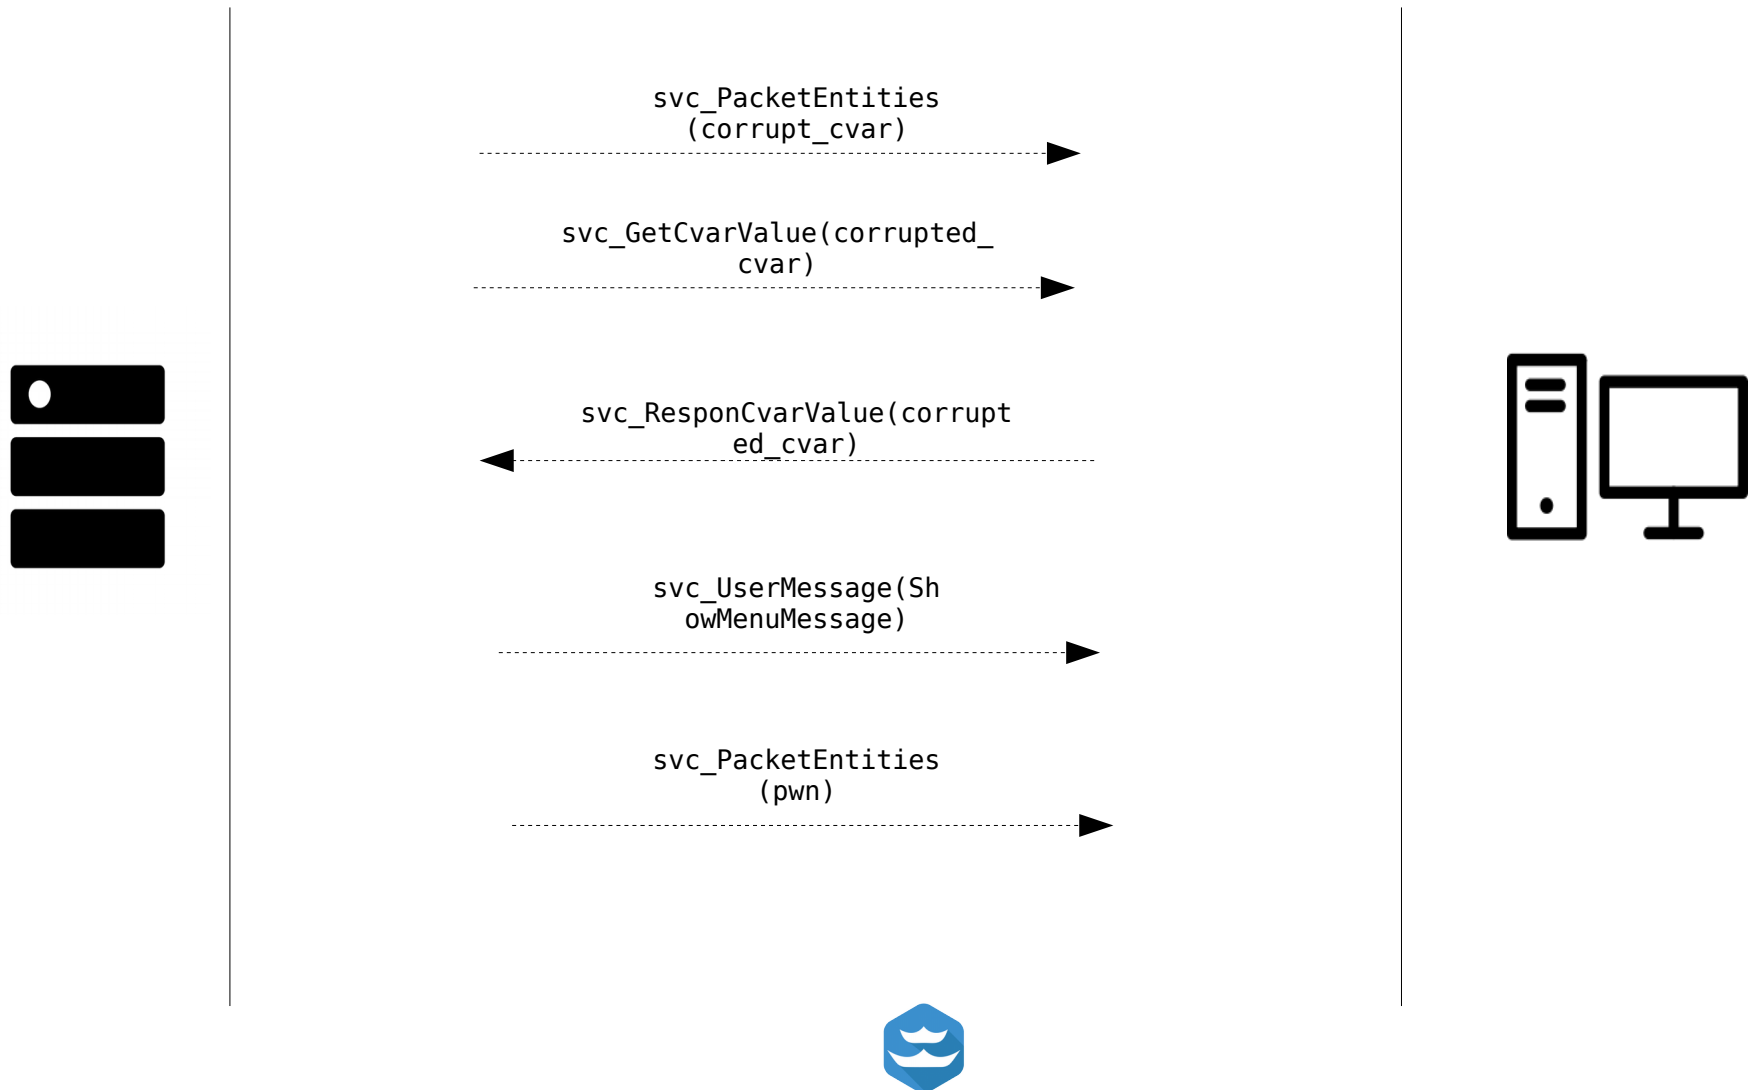 svc_PacketEntities
(corrupt_cvar)
svc_GetCvarValue(corrupted_
cvar)
svc_ResponCvarValue(corrupt
ed_cvar)
svc_UserMessage(Sh
owMenuMessage)
svc_PacketEntities
(pwn)